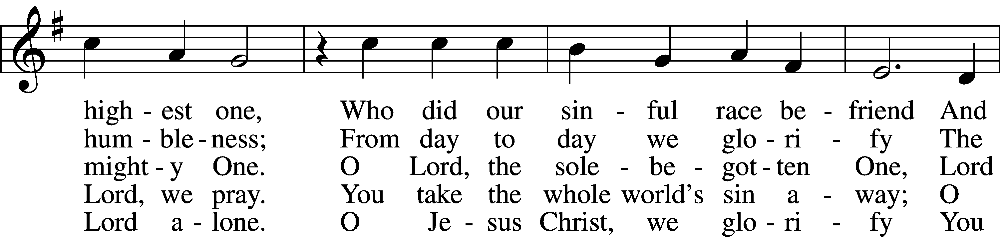 high - est one, Who did our sin - ful race be - friend And
hum - ble - ness; From day to day we glo - ri - fy The
might - y One. O Lord, the sole - be - got - ten One, Lord
Lord, we pray. You take the whole world's sin a - way; O
Lord a - lone. O Je - sus Christ, we glo - ri - fy You